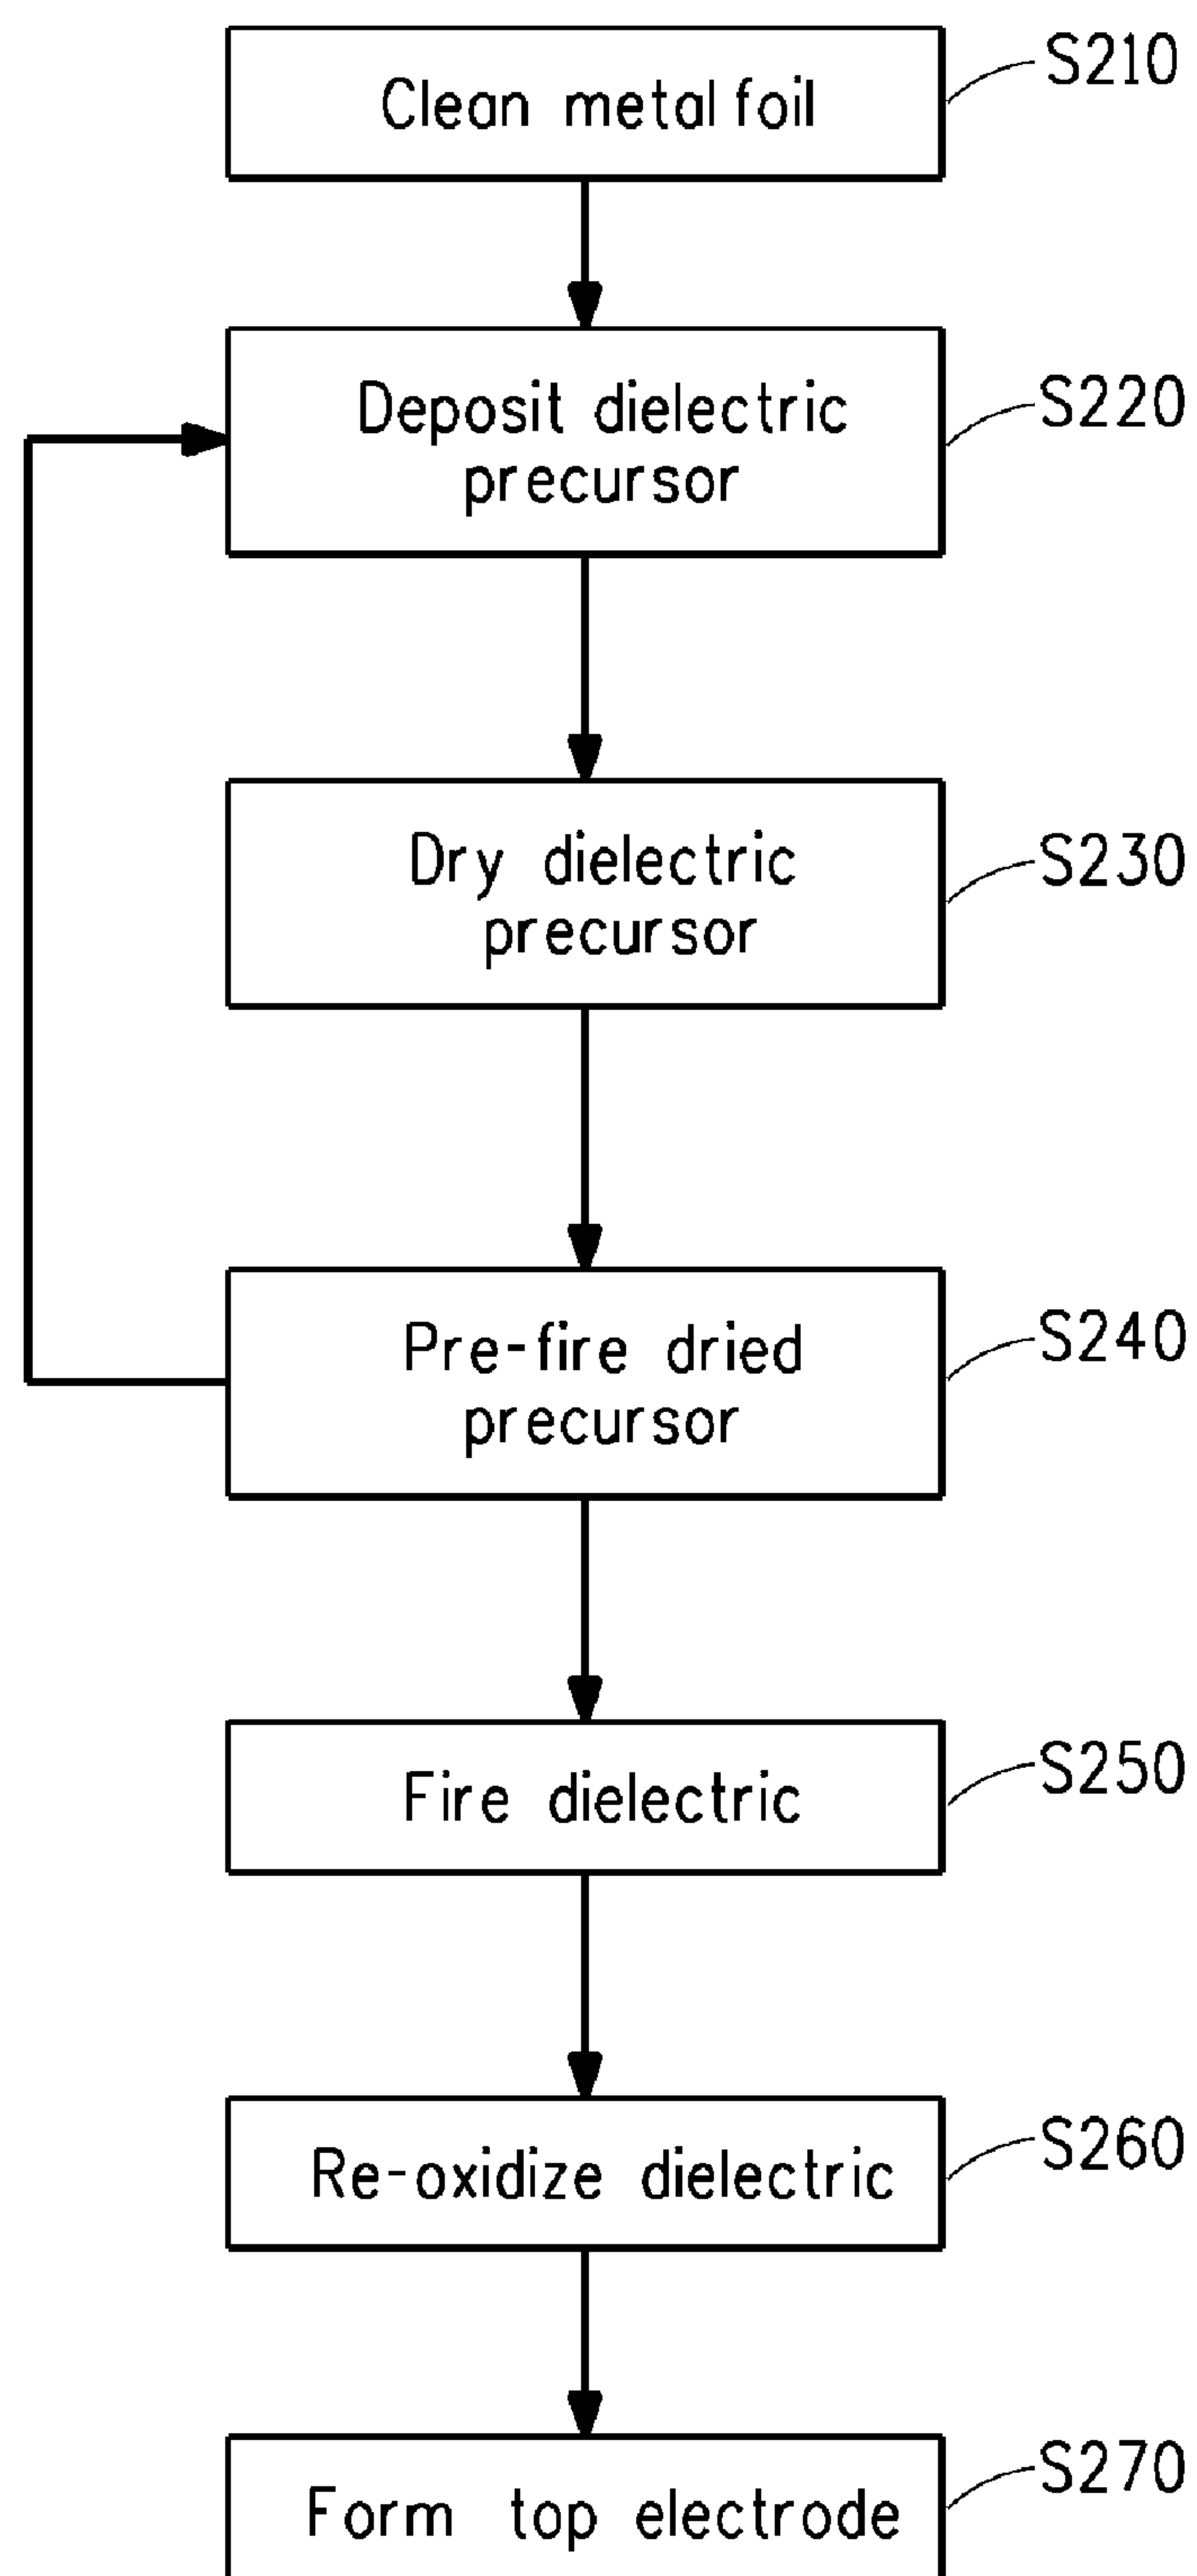 Clean metal foil
S210
Deposit dielectric
precursor
S220
Dry dielectric
precursor
S230
Pre-fire dried
precursor
S240
Fire dielectric
S250
Re-oxidize dielectric
S260
Form top electrode
S270